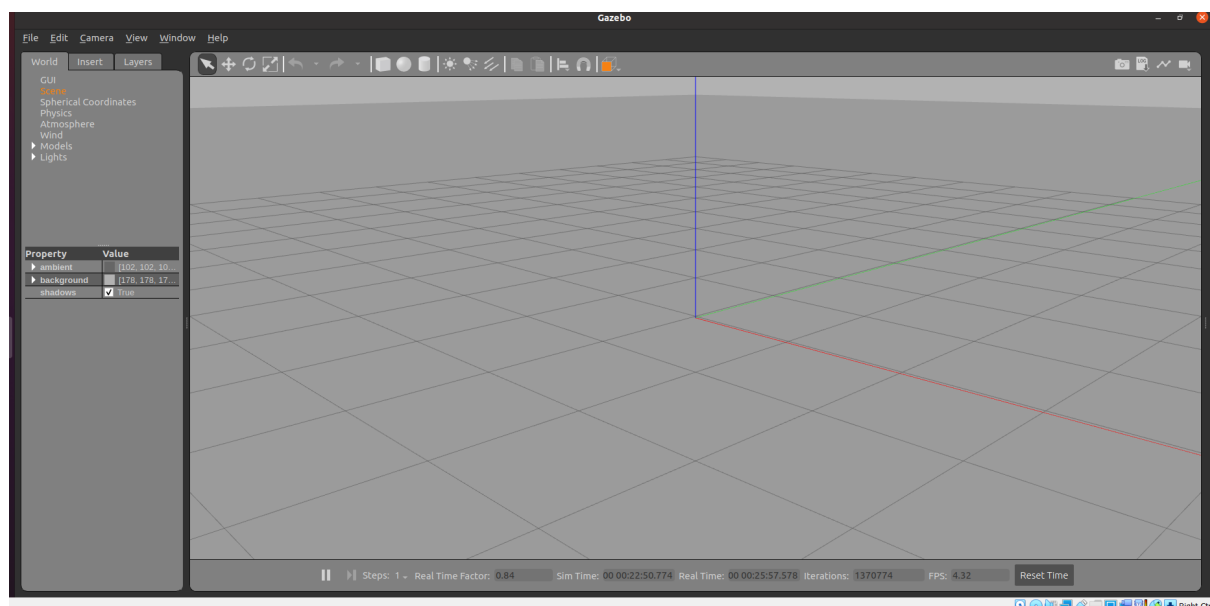 Gazebo
File Edit Camera View Window Help
World Insert Layers
GUI
Scene
Spherical Coordinates
Physics
Atmosphere
Wind
Models
Lights
Property Value
ambient [102, 102, 10...
background [178, 178, 17...
shadows True
Steps: 1 Real Time Factor: 0.84 Sim Time: 00 00:22:50.774 Real Time: 00 00:25:57.578 Iterations: 1370774 FPS: 4.32 Reset Time